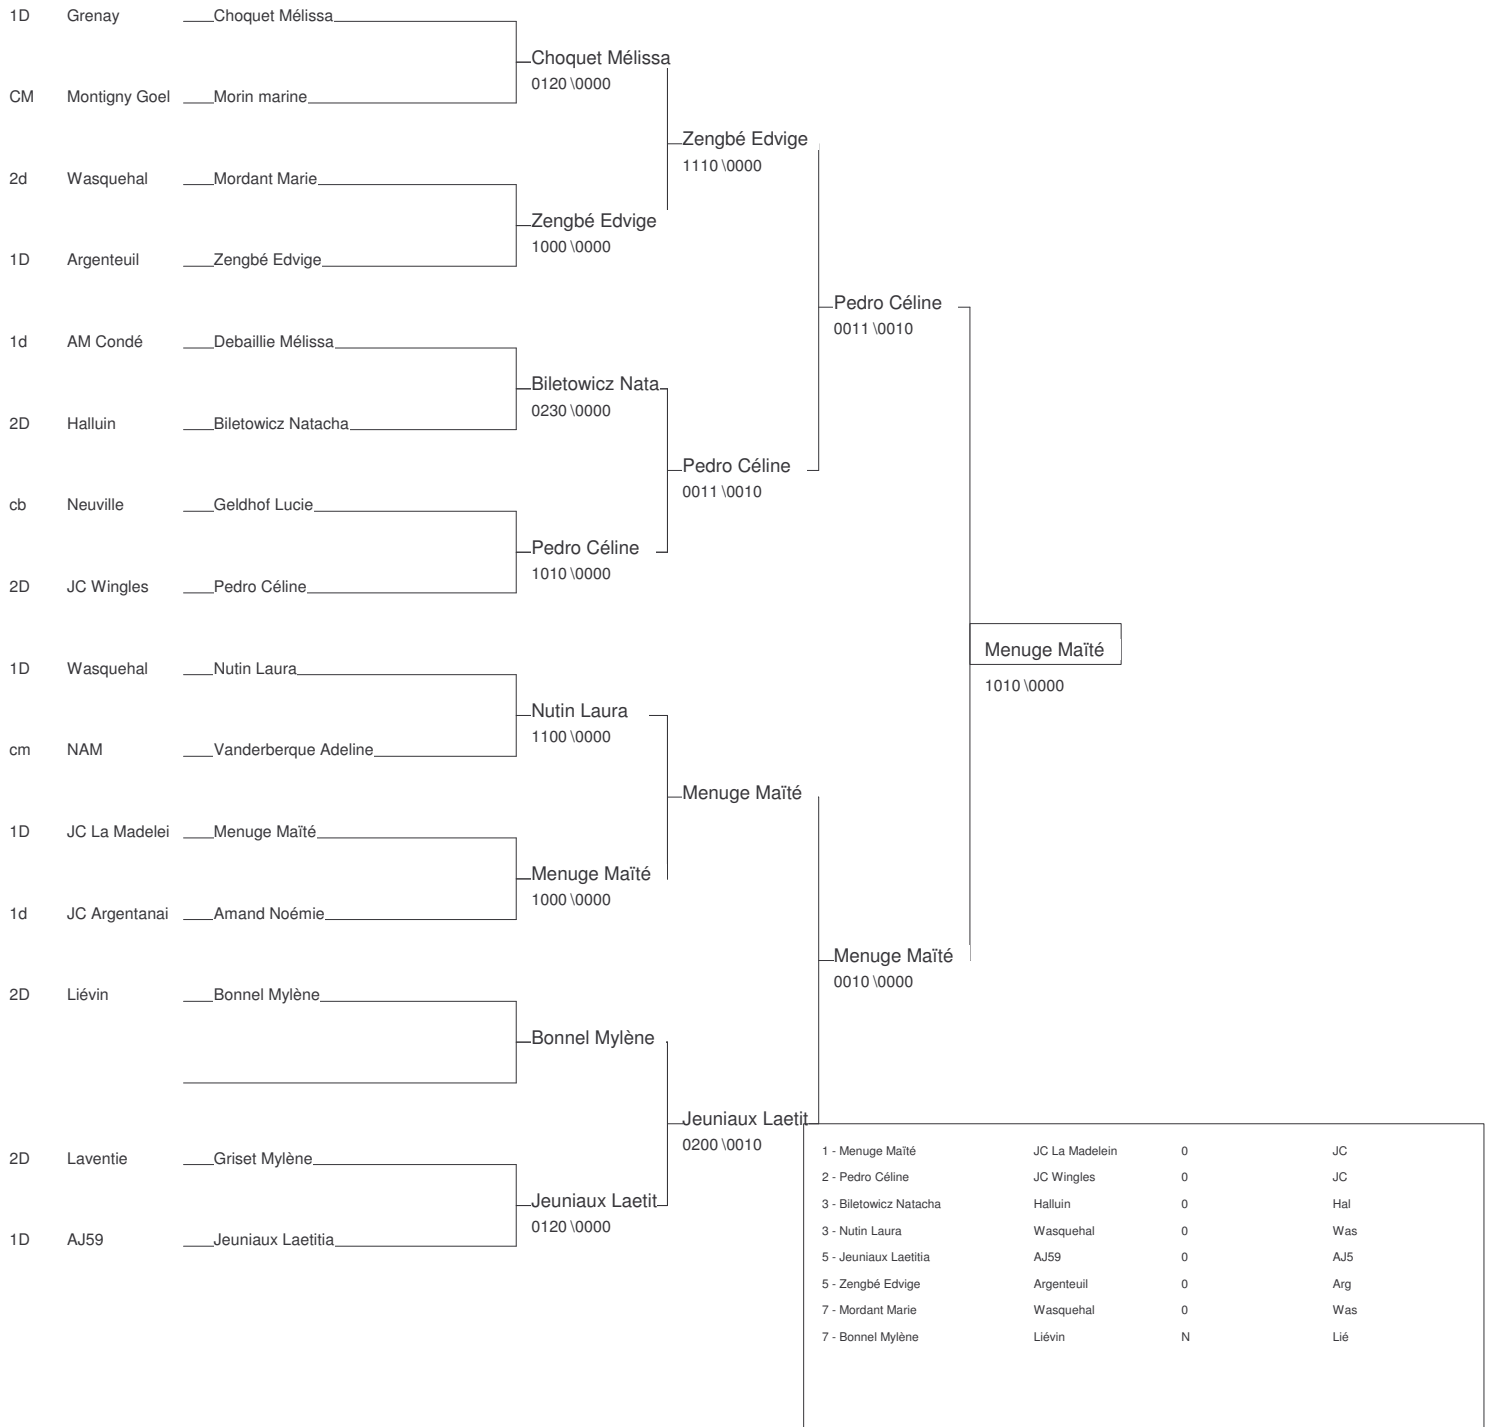 1D Grenay Choquet Mélissa
Choquet Mélissa
0120 \0000
CM Montigny Goel Morin marine
Zengbé Edvige
1110 \0000
2d Wasquehal Mordant Marie
Zengbé Edvige
1000 \0000
1D Argenteuil Zengbé Edvige
Pedro Céline
0011 \0010
1d AM Condé Debaillie Mélissa
Biletowicz Nata
0230 \0000
2D Halluin Biletowicz Natacha
Pedro Céline
0011 \0010
cb Neuville Geldhof Lucie
Pedro Céline
1010 \0000
2D JC Wingles Pedro Céline
Menuge Maïté
1010 \0000
1D Wasquehal Nutin Laura
Nutin Laura
1100 \0000
cm NAM Vanderberque Adeline
Menuge Maïté
1D JC La Madelei Menuge Maïté
Menuge Maïté
1000 \0000
1d JC Argentanai Amand Noémie
Menuge Maïté
0010 \0000
2D Liévin Bonnel Mylène
Bonnel Mylène
Jeuniaux Laetit
0200 \0010
2D Laventie Griset Mylène
Jeuniaux Laetit
0120 \0000
1D AJ59 Jeuniaux Laetitia
1 - Menuge Maïté JC La Madelein 0 JC
2 - Pedro Céline JC Wingles 0 JC
3 - Biletowicz Natacha Halluin 0 Hal
3 - Nutin Laura Wasquehal 0 Was
5 - Jeuniaux Laetitia AJ59 0 AJ5
5 - Zengbé Edvige Argenteuil 0 Arg
7 - Mordant Marie Wasquehal 0 Was
7 - Bonnel Mylène Liévin N Lié